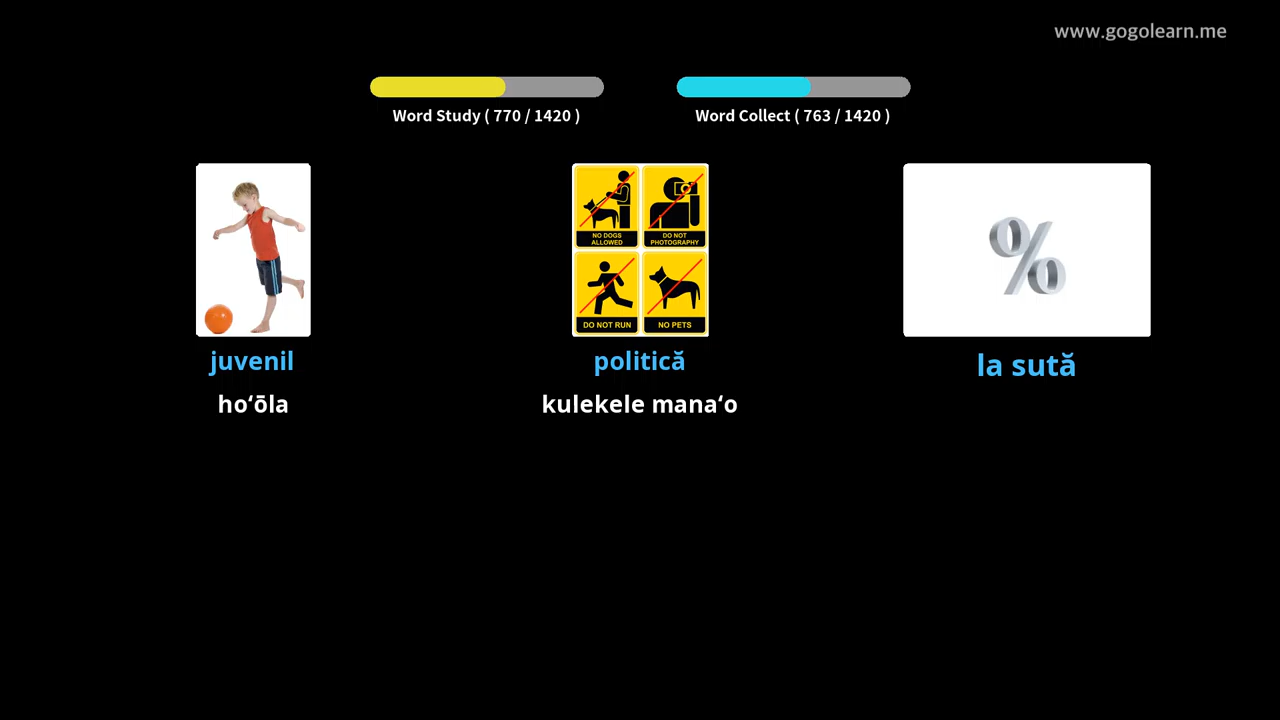 www.gogolearn.me
Word Study ( 770 / 1420 )
Word Collect ( 763 / 1420 )
NO DOGS
ALLOWED
DO NOT
PHOTOGRAPHY
DO NOT RUN
NO PETS
%
juvenil
politică
la sută
hoʻōla
kulekele manaʻo